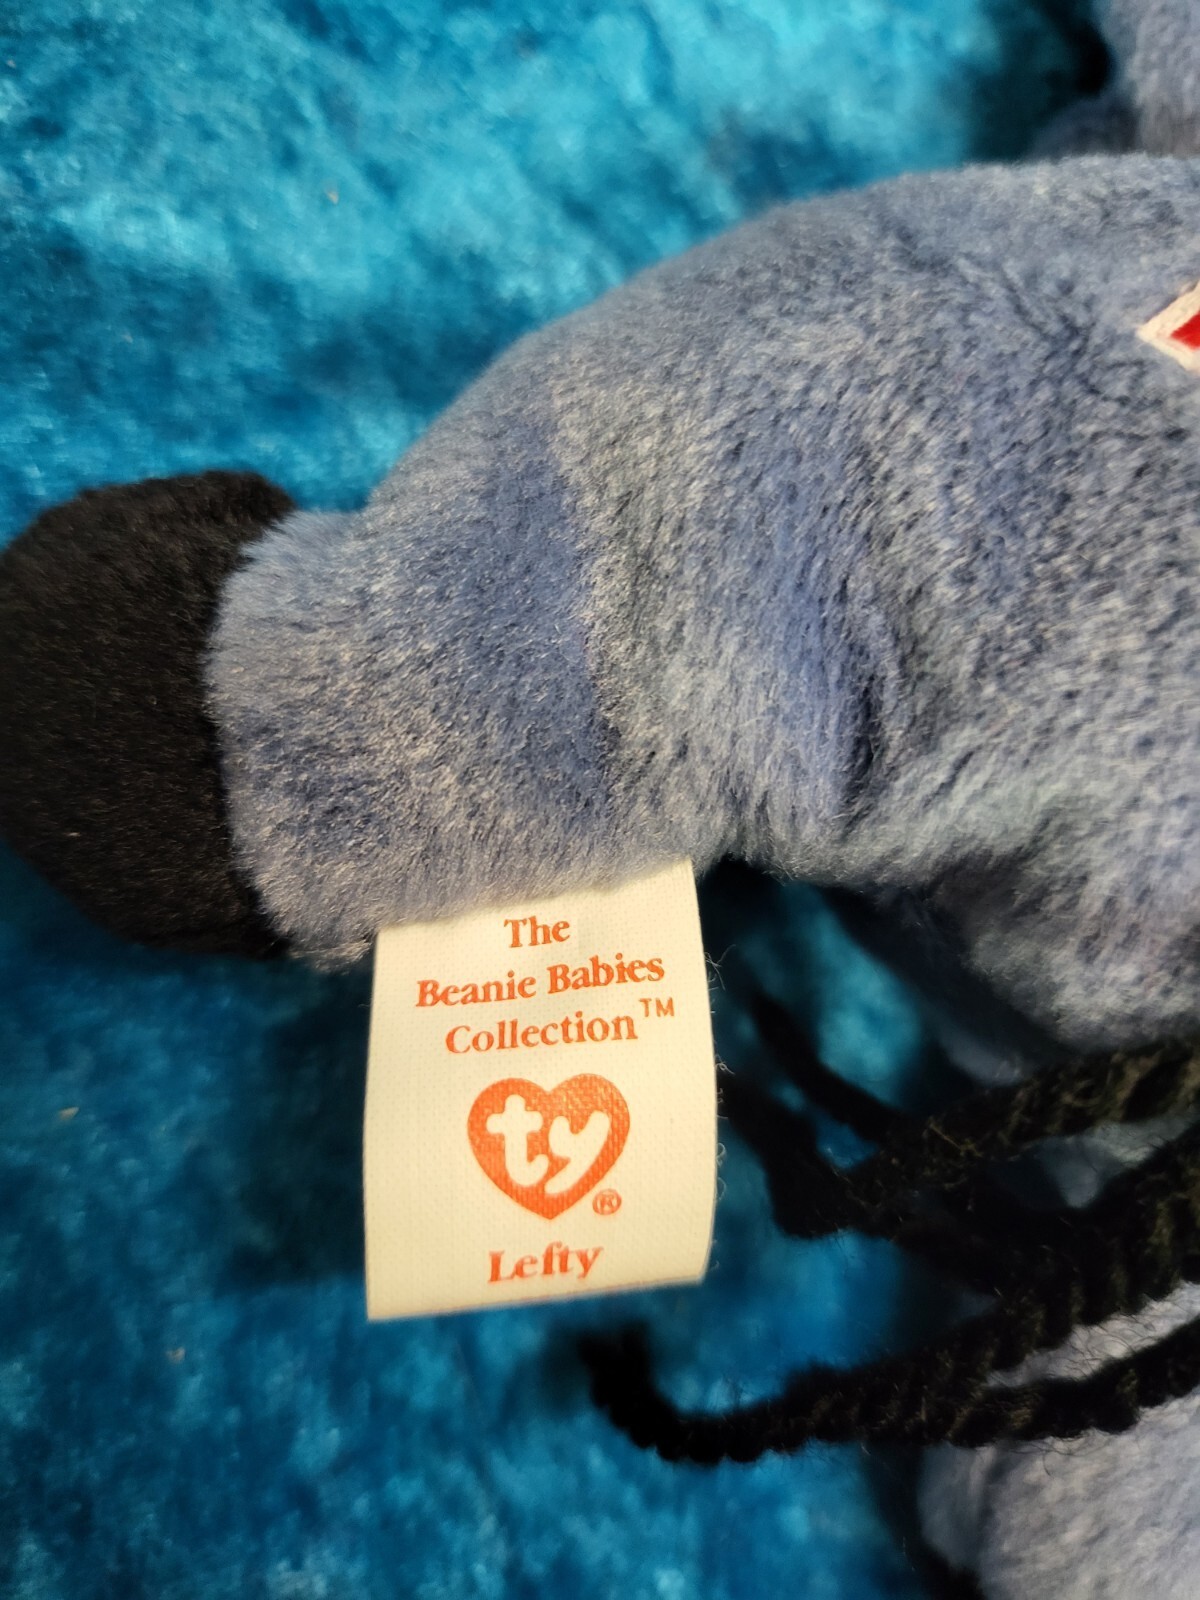 The
Beanie Babies
Collection™
ty®
Lefty